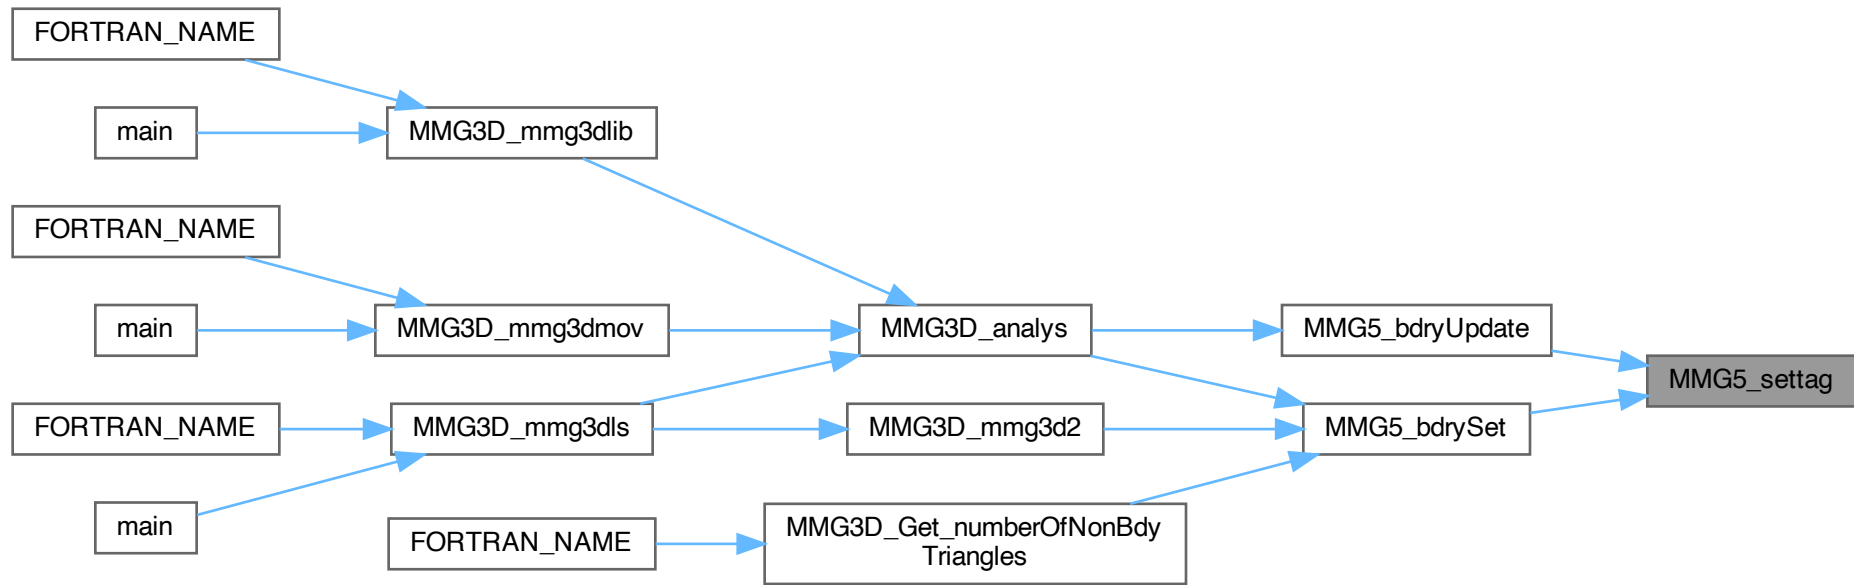 FORTRAN_NAME
main
MMG3D_mmg3dlib
FORTRAN_NAME
main
MMG3D_mmg3dmov
MMG3D_analys
MMG5_bdryUpdate
MMG5_settag
FORTRAN_NAME
MMG3D_mmg3dls
MMG3D_mmg3d2
MMG5_bdrySet
main
FORTRAN_NAME
MMG3D_Get_numberOfNonBdy
Triangles